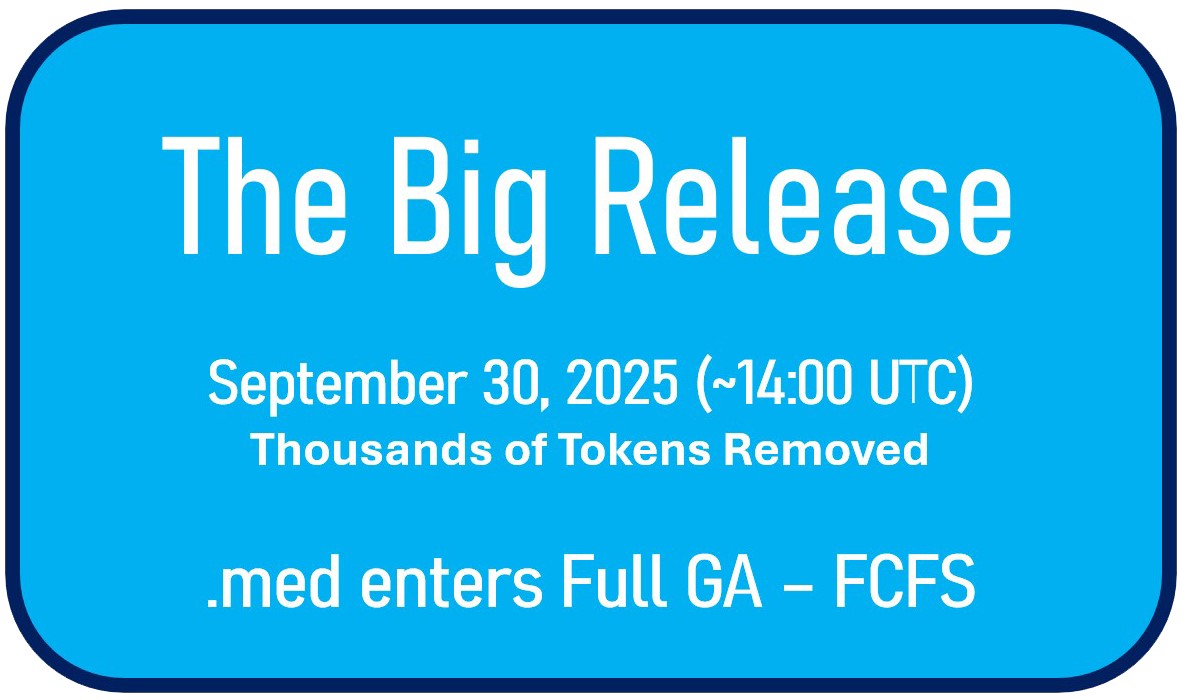 The Big Release
September 30, 2025 (~14:00 UTC)
Thousands of Tokens Removed
.med enters Full GA – FCFS